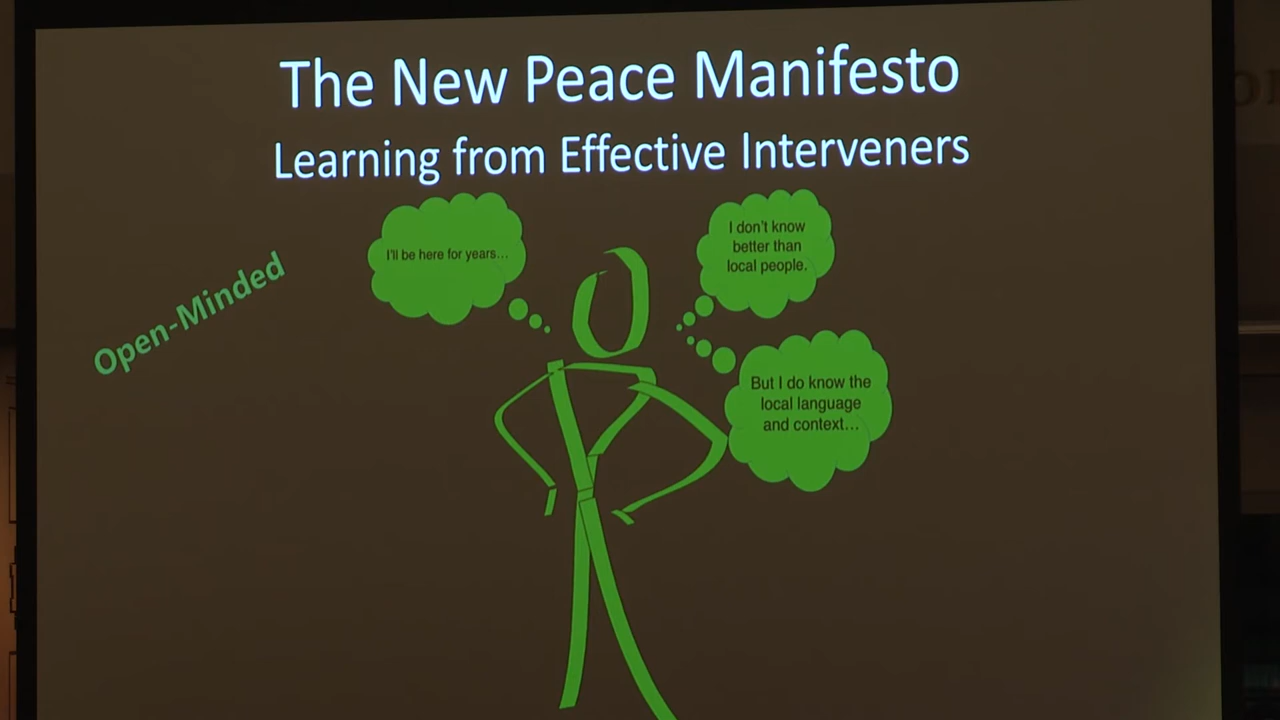 The New Peace Manifesto
Learning from Effective Interveners
Open-Minded
I'll be here for years...
I don't know
better than
local people.
But I do know the
local language
and context...